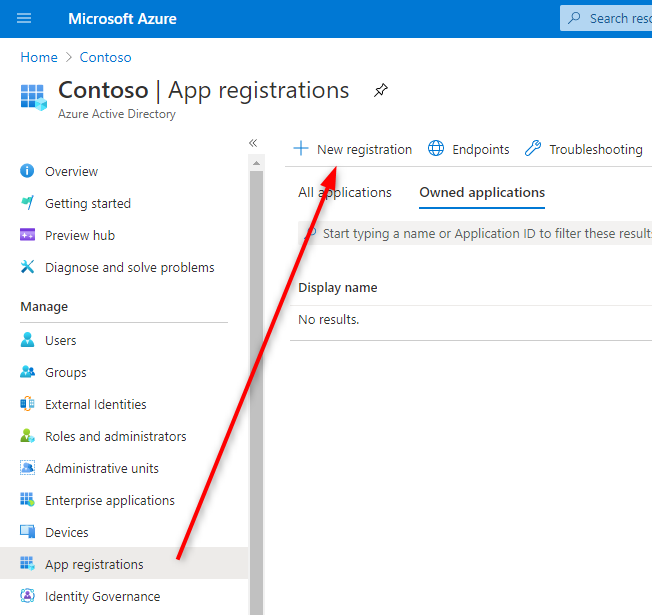 Microsoft Azure
Search reso
Home > Contoso
Contoso | App registrations
Azure Active Directory
«
Overview
Getting started
Preview hub
Diagnose and solve problems
Manage
Users
Groups
External Identities
Roles and administrators
Administrative units
Enterprise applications
Devices
App registrations
Identity Governance
+ New registration
Endpoints
Troubleshooting
All applications
Owned applications
Start typing a name or Application ID to filter these results
Display name
No results.